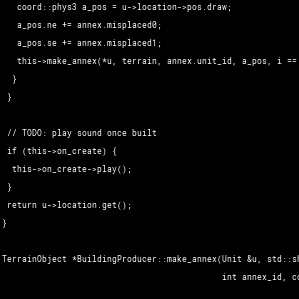 coord::phys3 a_pos = u->location->pos.draw;
a_pos.ne += annex.misplaced0;
a_pos.se += annex.misplaced1;
this->make_annex(*u, terrain, annex.unit_id, a_pos, i ==
}
}
// TODO: play sound once built
if (this->on_create) {
this->on_create->play();
}
return u->location.get();
}
TerrainObject *BuildingProducer::make_annex(Unit &u, std::sh
int annex_id, co